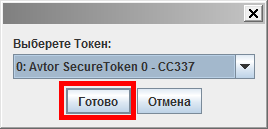 Выберете Токен:
0: Avtor SecureToken 0 - CC337
Готово
Отмена